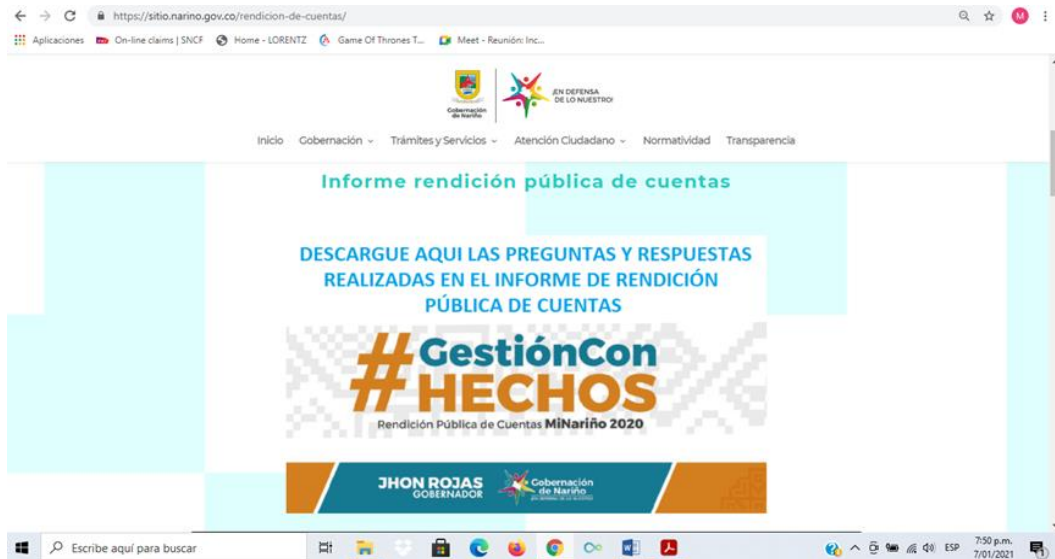 https://sitio.narino.gov.co/rendicion-de-cuentas/
M
Aplicaciones On-line claims | SNCF Home - LORENTZ Game Of Thrones T... Meet - Reunión: Inc...
Gobernación
de Nariño
¡EN DEFENSA
DE LO NUESTRO!
Inicio Gobernación Trámites y Servicios Atención Ciudadano Normatividad Transparencia
Informe rendición pública de cuentas
DESCARGUE AQUI LAS PREGUNTAS Y RESPUESTAS
REALIZADAS EN EL INFORME DE RENDICIÓN
PÚBLICA DE CUENTAS
#GestiónCon
HECHOS
Rendición Pública de Cuentas MiNariño 2020
JHON ROJAS
GOBERNADOR
Gobernación
de Nariño
Escribe aquí para buscar
ESP
7:50 p.m.
7/01/2021